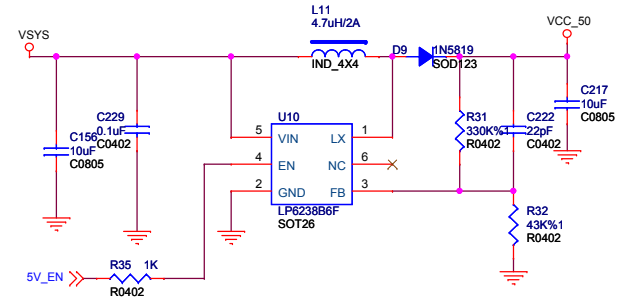 L11
4.7uH/2A
VSYS
VCC_50
D9
1N5819
IND_4X4
SOD123
C229
0.1uF
C0402
C156
10uF
C0805
U10
5 VIN LX 1
4 EN NC 6
2 GND FB 3
LP6238B6F
SOT26
R31
330K%1
R0402
C222
22pF
C0402
C217
10uF
C0805
R32
43K%1
R0402
5V_EN
R35 1K
R0402